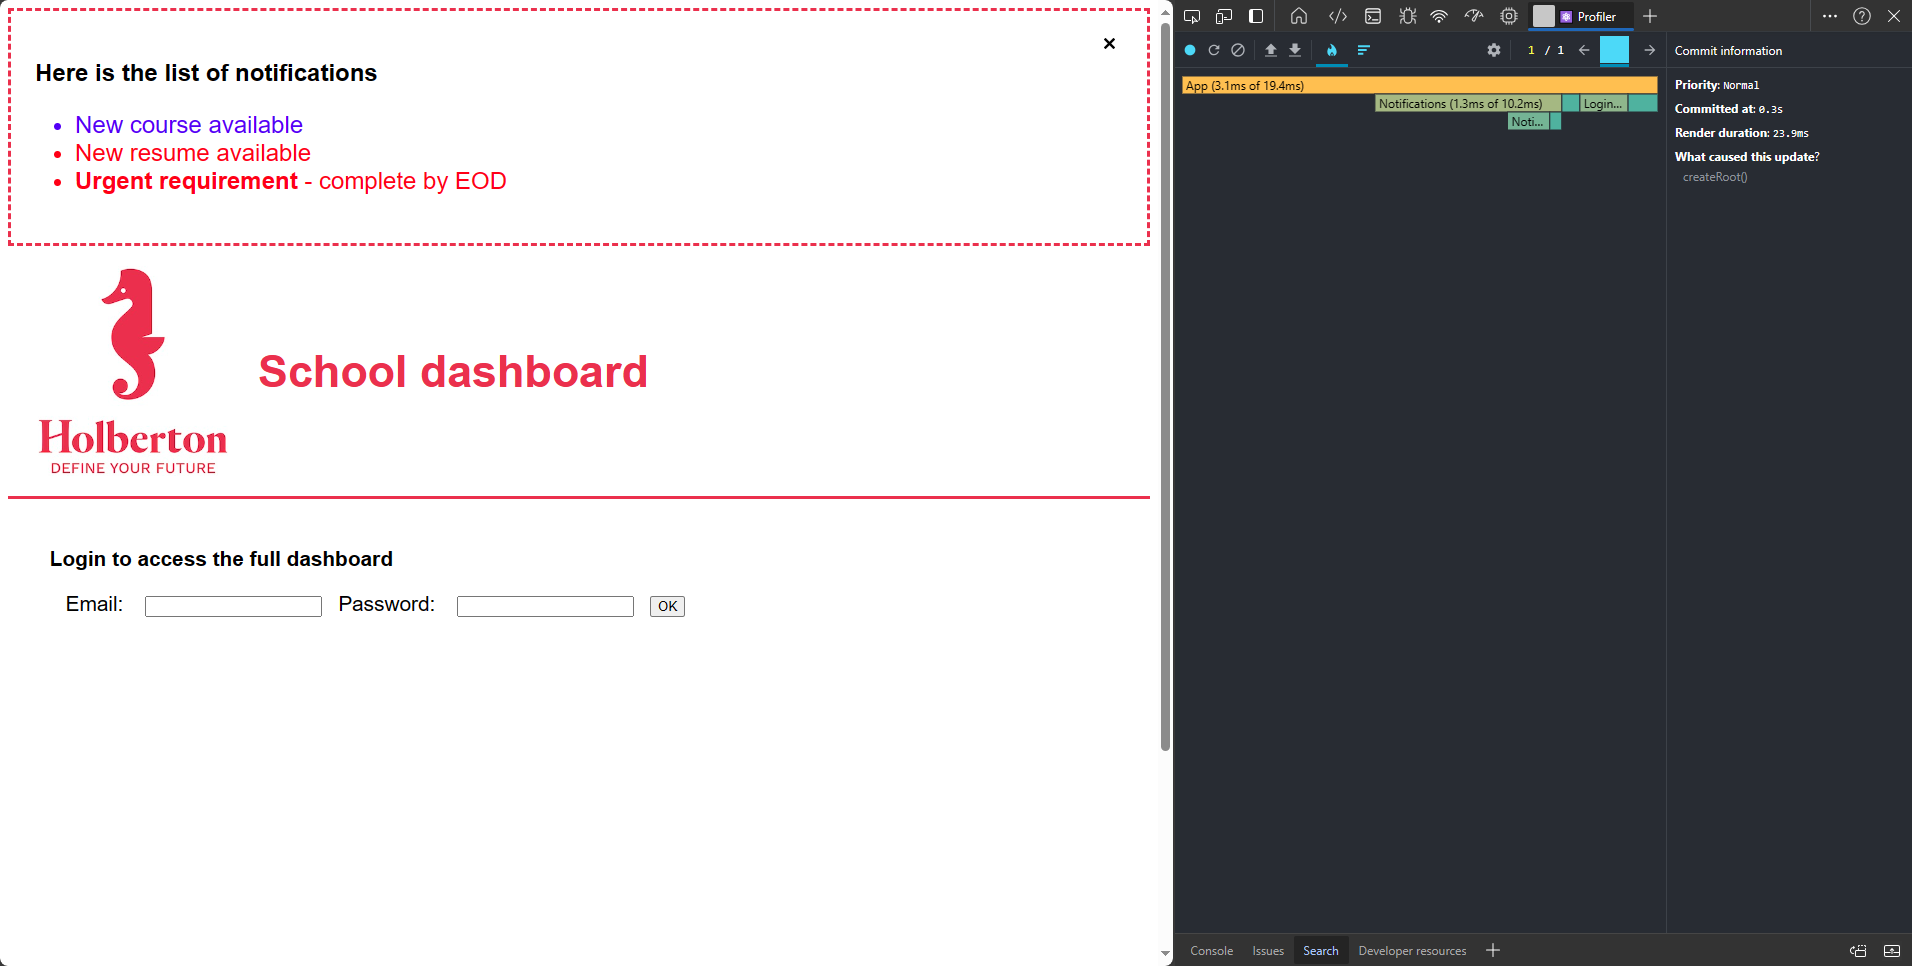 ×
Here is the list of notifications
• New course available
• New resume available
• Urgent requirement - complete by EOD
Holberton
DEFINE YOUR FUTURE
School dashboard
Login to access the full dashboard
Email: Password: OK
Profiler
1 / 1
Commit information
App (3.1ms of 19.4ms)
Notifications (1.3ms of 10.2ms) Login...
Noti...
Priority: Normal
Committed at: 0.3s
Render duration: 23.9ms
What caused this update?
createRoot()
Console Issues Search Developer resources